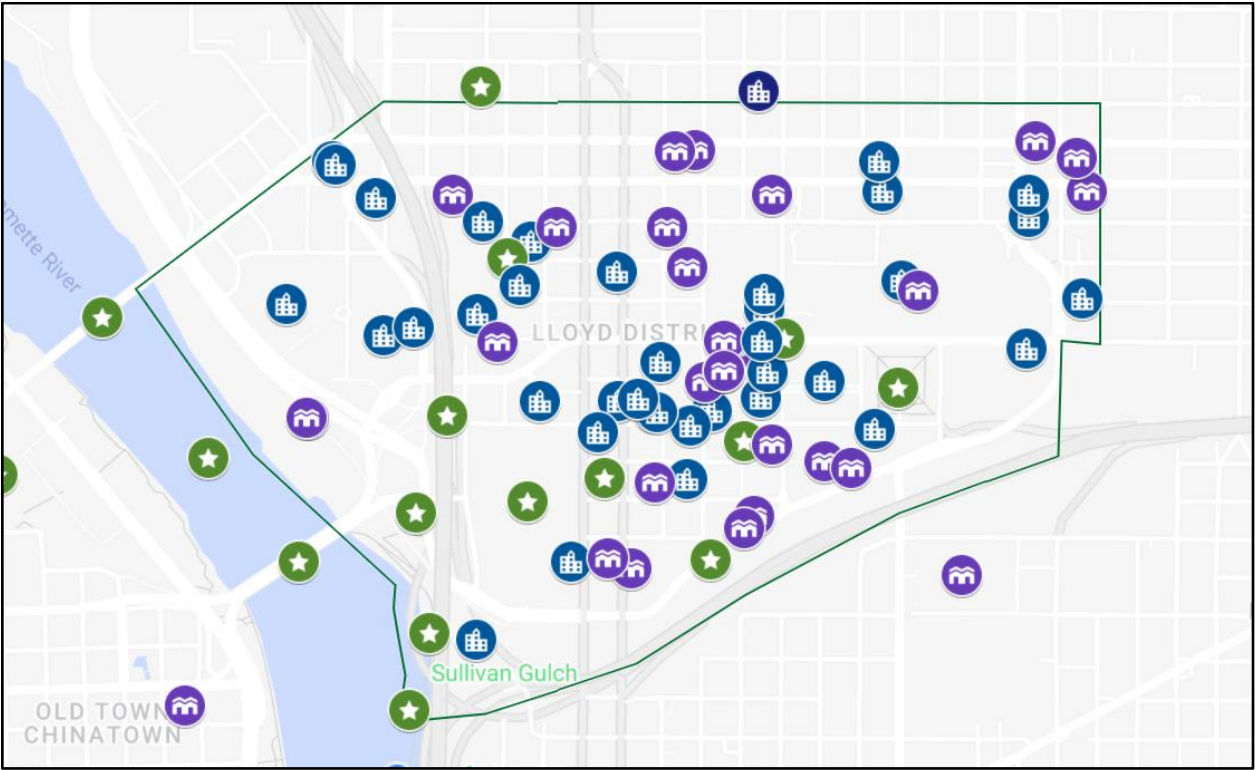 mette River
LLOYD DISTRI
Sullivan Gulch
OLD TOWN
CHINATOWN